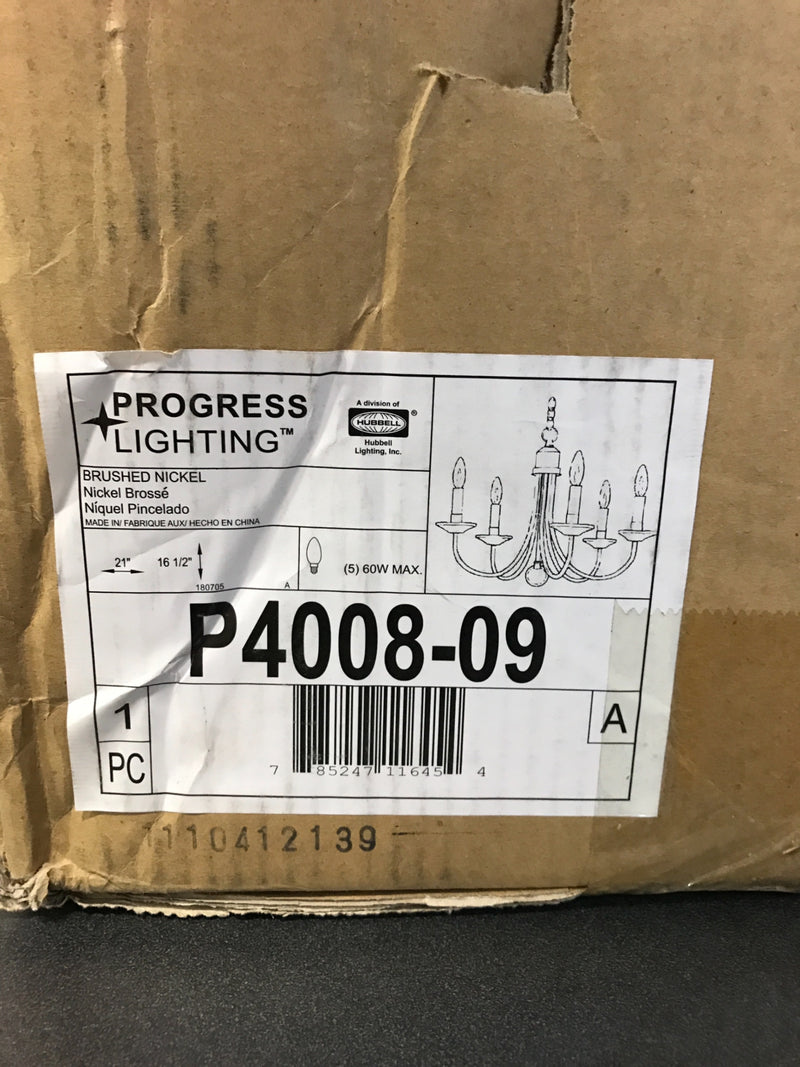 PROGRESS
LIGHTING™
A division of
HUBBELL®
Hubbell
Lighting, Inc.
BRUSHED NICKEL
Nickel Brossé
Níquel Pincelado
MADE IN/ FABRIQUE AUX/ HECHO EN CHINA
21" 16 1/2"
180705 A
(5) 60W MAX.
P4008-09
1
PC
A
7 85247 11645 4
1110412139